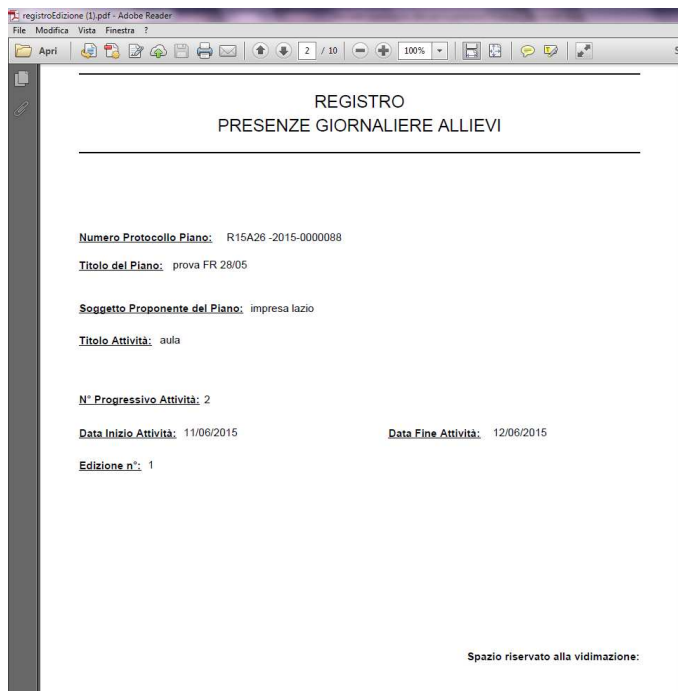 registroEdizione (1).pdf - Adobe Reader
File Modifica Vista Finestra ?
Apri 2 / 10 100%
REGISTRO
PRESENZE GIORNALIERE ALLIEVI
Numero Protocollo Piano: R15A26 -2015-0000088
Titolo del Piano: prova FR 28/05
Soggetto Proponente del Piano: impresa lazio
Titolo Attività: aula
N° Progressivo Attività: 2
Data Inizio Attività: 11/06/2015 Data Fine Attività: 12/06/2015
Edizione n°: 1
Spazio riservato alla vidimazione: